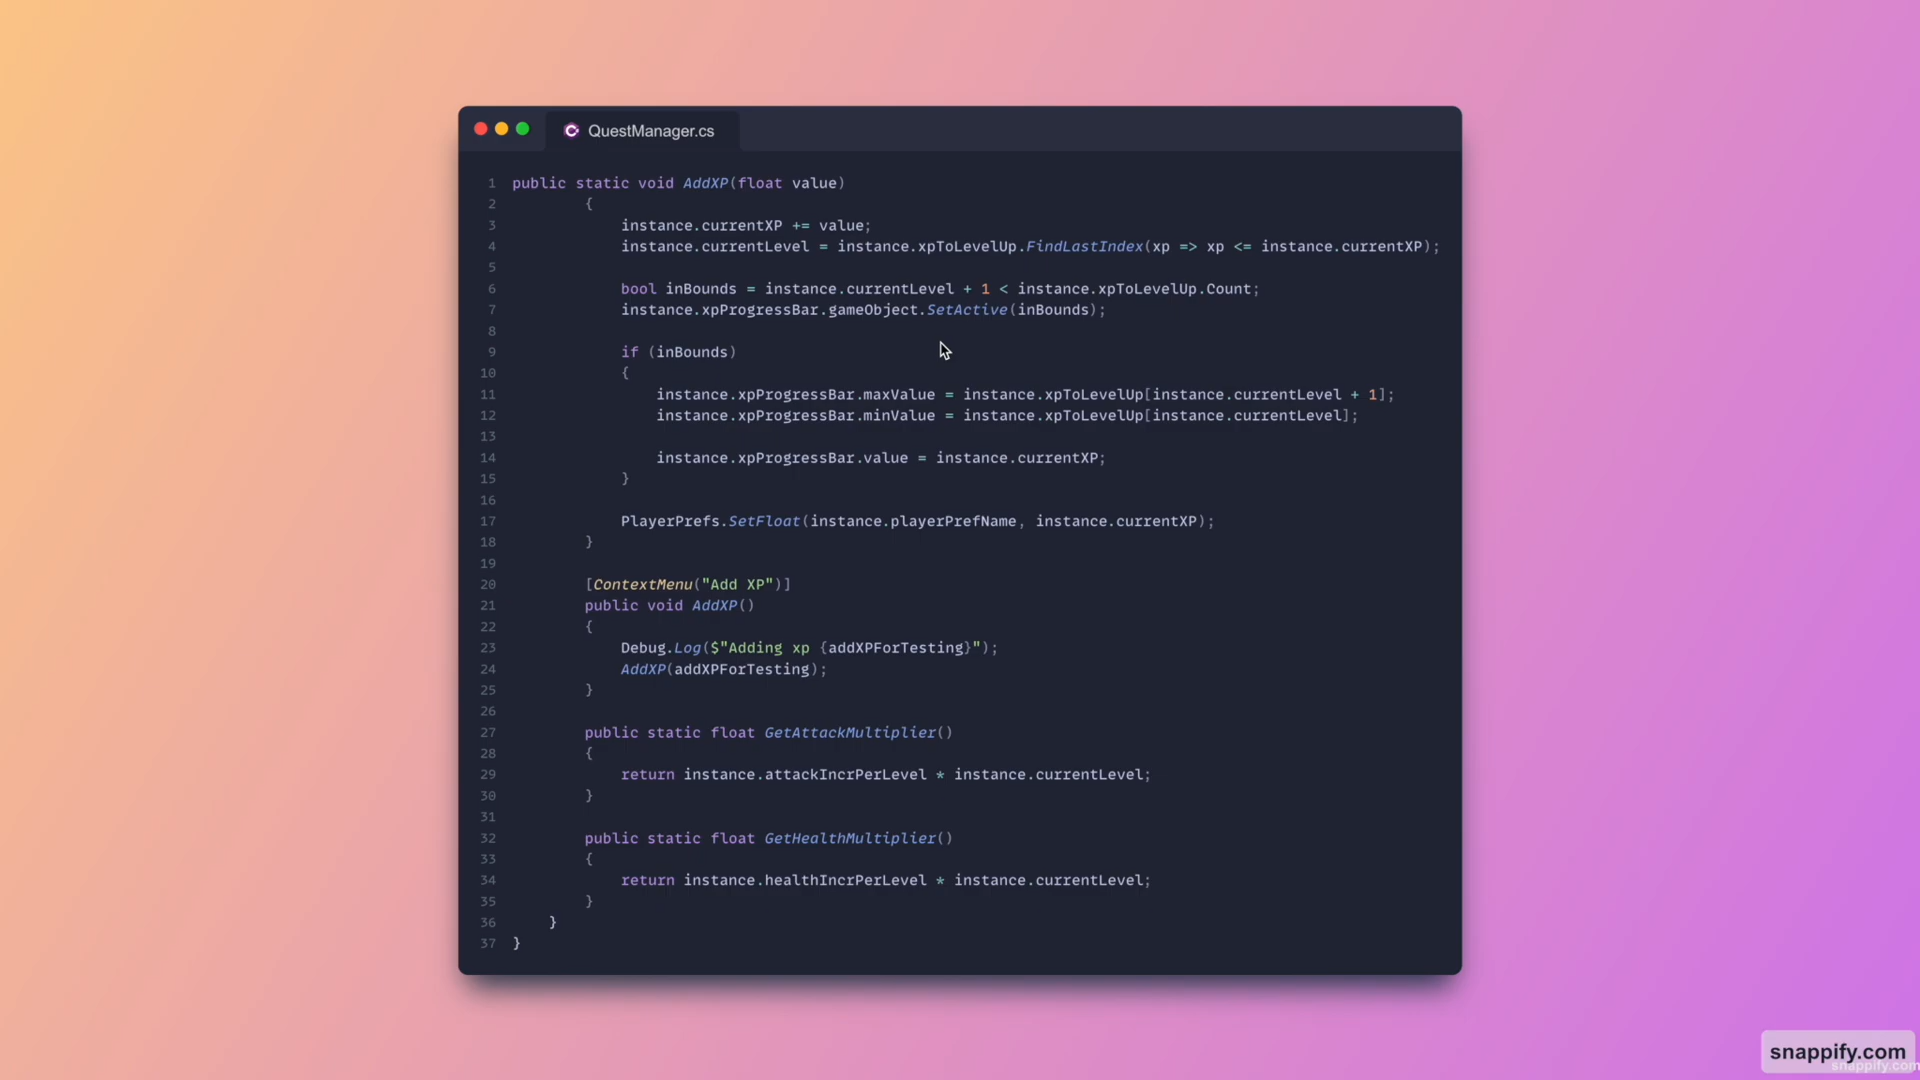 QuestManager.cs
1 public static void AddXP(float value)
2 {
3 instance.currentXP += value;
4 instance.currentLevel = instance.xpToLevelUp.FindLastIndex(xp => xp <= instance.currentXP);
5
6 bool inBounds = instance.currentLevel + 1 < instance.xpToLevelUp.Count;
7 instance.xpProgressBar.gameObject.SetActive(inBounds);
8
9 if (inBounds)
10 {
11 instance.xpProgressBar.maxValue = instance.xpToLevelUp[instance.currentLevel + 1];
12 instance.xpProgressBar.minValue = instance.xpToLevelUp[instance.currentLevel];
13
14 instance.xpProgressBar.value = instance.currentXP;
15 }
16
17 PlayerPrefs.SetFloat(instance.playerPrefName, instance.currentXP);
18 }
19
20 [ContextMenu("Add XP")]
21 public void AddXP()
22 {
23 Debug.Log($"Adding xp {addXPForTesting}");
24 AddXP(addXPForTesting);
25 }
26
27 public static float GetAttackMultiplier()
28 {
29 return instance.attackIncrPerLevel * instance.currentLevel;
30 }
31
32 public static float GetHealthMultiplier()
33 {
34 return instance.healthIncrPerLevel * instance.currentLevel;
35 }
36 }
37 }
snappify.com
snappify.com